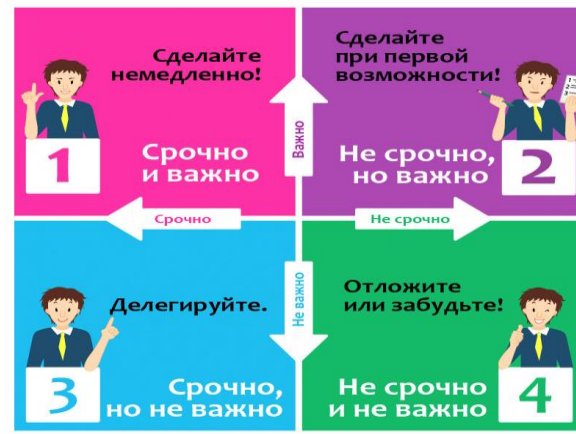 Сделайте
немедленно!
1
Срочно
и важно
Сделайте
при первой
возможности!
Не срочно,
но важно
2
Важно
Срочно
Не срочно
Не важно
Делегируйте.
3
Срочно,
но не важно
Отложите
или забудьте!
Не срочно
и не важно
4